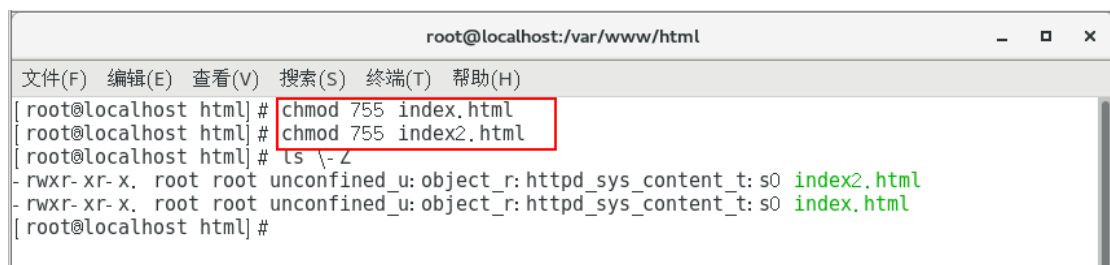 root@localhost:/var/www/html
文件(F) 编辑(E) 查看(V) 搜索(S) 终端(T) 帮助(H)
[root@localhost html]# chmod 755 index.html
[root@localhost html]# chmod 755 index2.html
[root@localhost html]# ls \-Z
-rwxr-xr-x. root root unconfined_u:object_r:httpd_sys_content_t:s0 index2.html
-rwxr-xr-x. root root unconfined_u:object_r:httpd_sys_content_t:s0 index.html
[root@localhost html]#